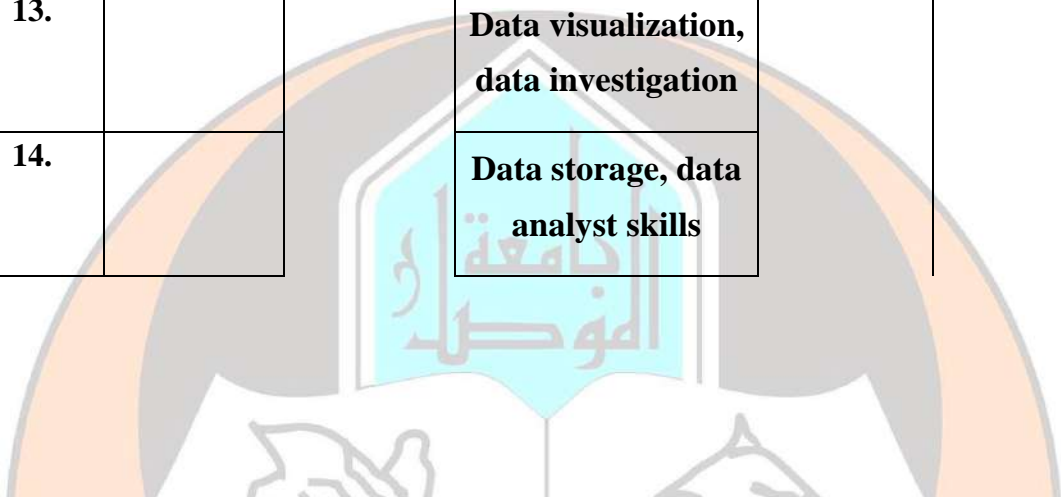 13.
Data visualization,
data investigation
14.
Data storage, data
analyst skills
جامعة
الموصل